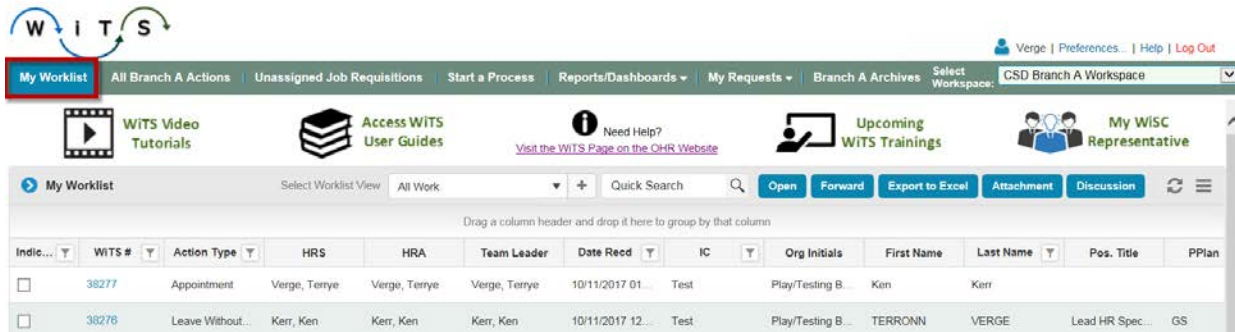 W i T S
Verge | Preferences... | Help | Log Out
My Worklist All Branch A Actions Unassigned Job Requisitions Start a Process Reports/Dashboards My Requests Branch A Archives Select Workspace: CSD Branch A Workspace
WiTS Video Tutorials
Access WiTS User Guides
Need Help?
Visit the WiTS Page on the OHR Website
Upcoming WiTS Trainings
My WiSC Representative
My Worklist Select Worklist View All Work + Quick Search Open Forward Export to Excel Attachment Discussion
Drag a column header and drop it here to group by that column
Indic... WiTS # Action Type HRS HRA Team Leader Date Recd IC Org Initials First Name Last Name Pos. Title PPlan
38277 Appointment Verge, Terrye Verge, Terrye Verge, Terrye 10/11/2017 01... Test Play/Testing B... Ken Kerr
38276 Leave Without... Kerr, Ken Kerr, Ken Kerr, Ken 10/11/2017 12... Test Play/Testing B... TERRONN VERGE Lead HR Spec... GS